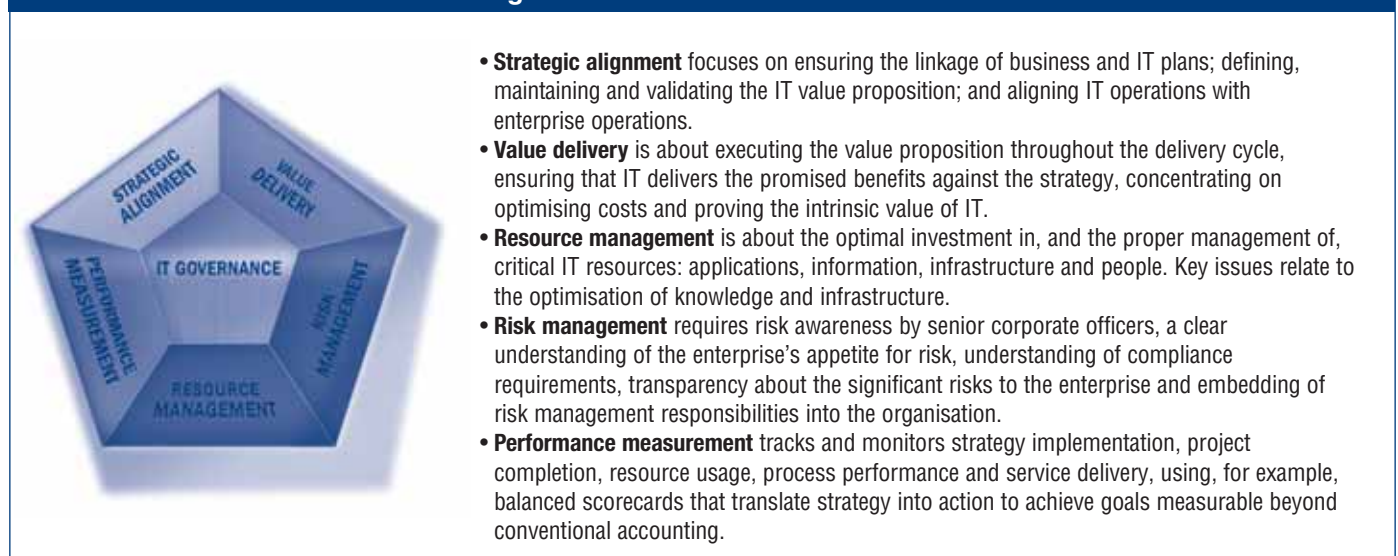 STRATEGIC
ALIGNMENT
VALUE
DELIVERY
IT GOVERNANCE
PERFORMANCE
MEASUREMENT
RISK
MANAGEMENT
RESOURCE
MANAGEMENT
• Strategic alignment focuses on ensuring the linkage of business and IT plans; defining,
maintaining and validating the IT value proposition; and aligning IT operations with
enterprise operations.
• Value delivery is about executing the value proposition throughout the delivery cycle,
ensuring that IT delivers the promised benefits against the strategy, concentrating on
optimising costs and proving the intrinsic value of IT.
• Resource management is about the optimal investment in, and the proper management of,
critical IT resources: applications, information, infrastructure and people. Key issues relate to
the optimisation of knowledge and infrastructure.
• Risk management requires risk awareness by senior corporate officers, a clear
understanding of the enterprise’s appetite for risk, understanding of compliance
requirements, transparency about the significant risks to the enterprise and embedding of
risk management responsibilities into the organisation.
• Performance measurement tracks and monitors strategy implementation, project
completion, resource usage, process performance and service delivery, using, for example,
balanced scorecards that translate strategy into action to achieve goals measurable beyond
conventional accounting.